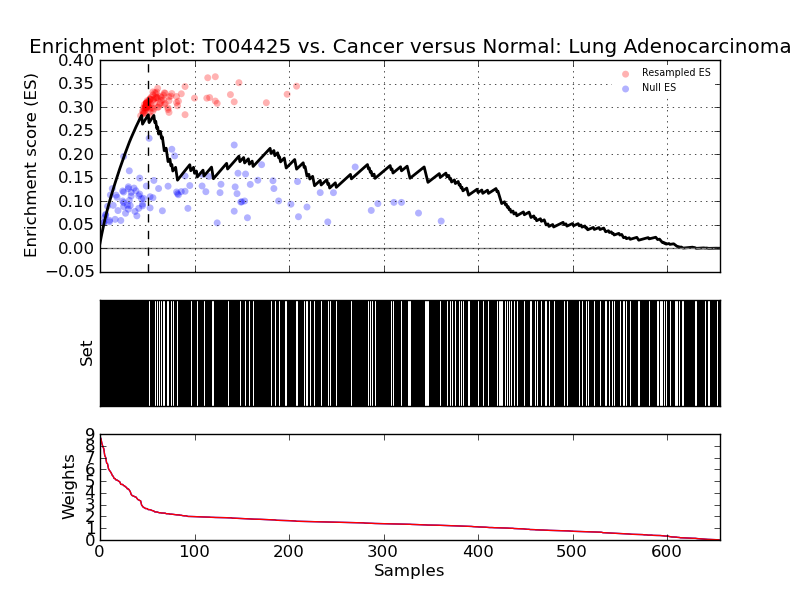 Enrichment plot: T004425 vs. Cancer versus Normal: Lung Adenocarcinoma
Enrichment score (ES)
0.40
0.35
0.30
0.25
0.20
0.15
0.10
0.05
0.00
−0.05
Resampled ES
Null ES
Set
Weights
9
8
7
6
5
4
3
2
1
0
0 100 200 300 400 500 600
Samples